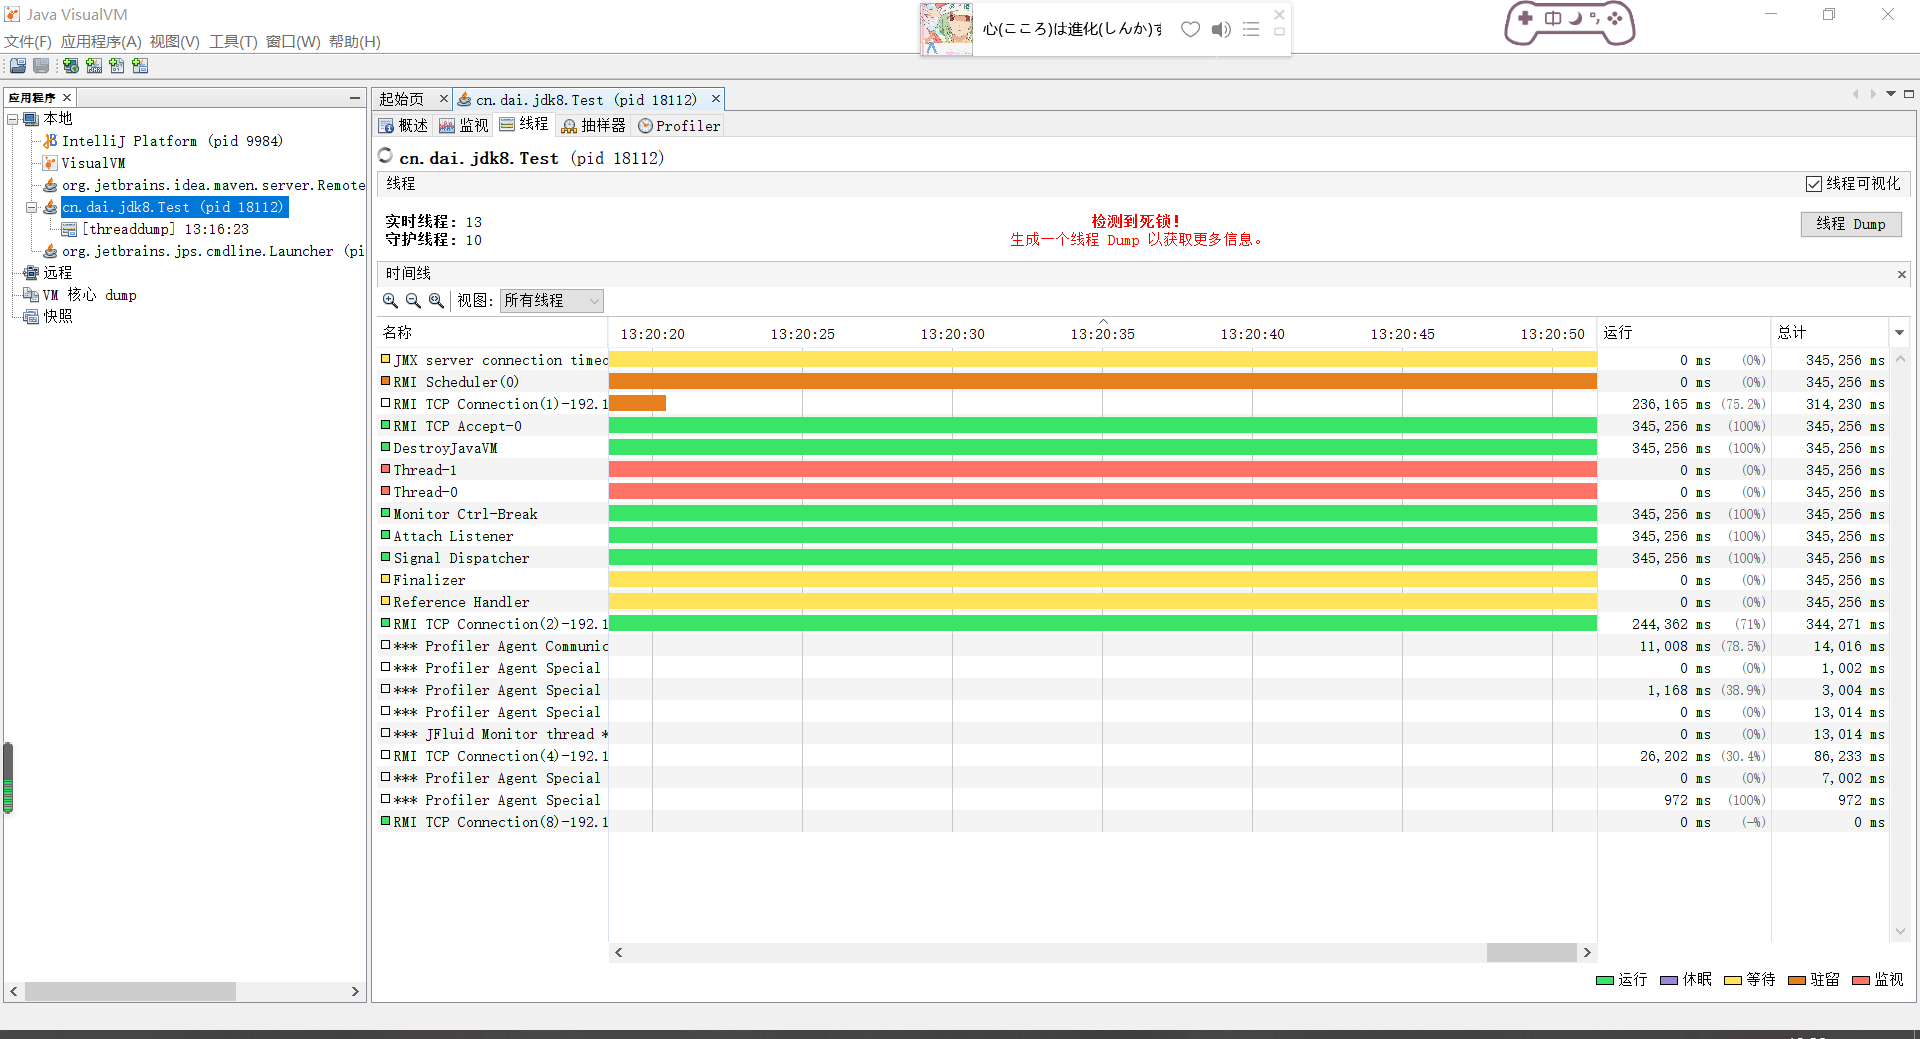 Java VisualVM
心(こころ)は進化(しんか)す
中
文件(F) 应用程序(A) 视图(V) 工具(T) 窗口(W) 帮助(H)
应用程序
本地
IntelliJ Platform (pid 9984)
VisualVM
org.jetbrains.idea.maven.server.Remote
cn.dai.jdk8.Test (pid 18112)
[threaddump] 13:16:23
org.jetbrains.jps.cmdline.Launcher (pi
远程
VM 核心 dump
快照
起始页
cn.dai.jdk8.Test (pid 18112)
概述 监视 线程 抽样器 Profiler
cn.dai.jdk8.Test (pid 18112)
线程
线程可视化
实时线程: 13
守护线程: 10
检测到死锁!
生成一个线程 Dump 以获取更多信息。
线程 Dump
时间线
视图: 所有线程
名称 13:20:20 13:20:25 13:20:30 13:20:35 13:20:40 13:20:45 13:20:50 运行 总计
JMX server connection timeo 0 ms (0%) 345,256 ms
RMI Scheduler(0) 0 ms (0%) 345,256 ms
RMI TCP Connection(1)-192.1 236,165 ms (75.2%) 314,230 ms
RMI TCP Accept-0 345,256 ms (100%) 345,256 ms
DestroyJavaVM 345,256 ms (100%) 345,256 ms
Thread-1 0 ms (0%) 345,256 ms
Thread-0 0 ms (0%) 345,256 ms
Monitor Ctrl-Break 345,256 ms (100%) 345,256 ms
Attach Listener 345,256 ms (100%) 345,256 ms
Signal Dispatcher 345,256 ms (100%) 345,256 ms
Finalizer 0 ms (0%) 345,256 ms
Reference Handler 0 ms (0%) 345,256 ms
RMI TCP Connection(2)-192.1 244,362 ms (71%) 344,271 ms
*** Profiler Agent Communic 11,008 ms (78.5%) 14,016 ms
*** Profiler Agent Special 0 ms (0%) 1,002 ms
*** Profiler Agent Special 1,168 ms (38.9%) 3,004 ms
*** Profiler Agent Special 0 ms (0%) 13,014 ms
*** JFluid Monitor thread * 0 ms (0%) 13,014 ms
RMI TCP Connection(4)-192.1 26,202 ms (30.4%) 86,233 ms
*** Profiler Agent Special 0 ms (0%) 7,002 ms
*** Profiler Agent Special 972 ms (100%) 972 ms
RMI TCP Connection(8)-192.1 0 ms (-%) 0 ms
运行 休眠 等待 驻留 监视